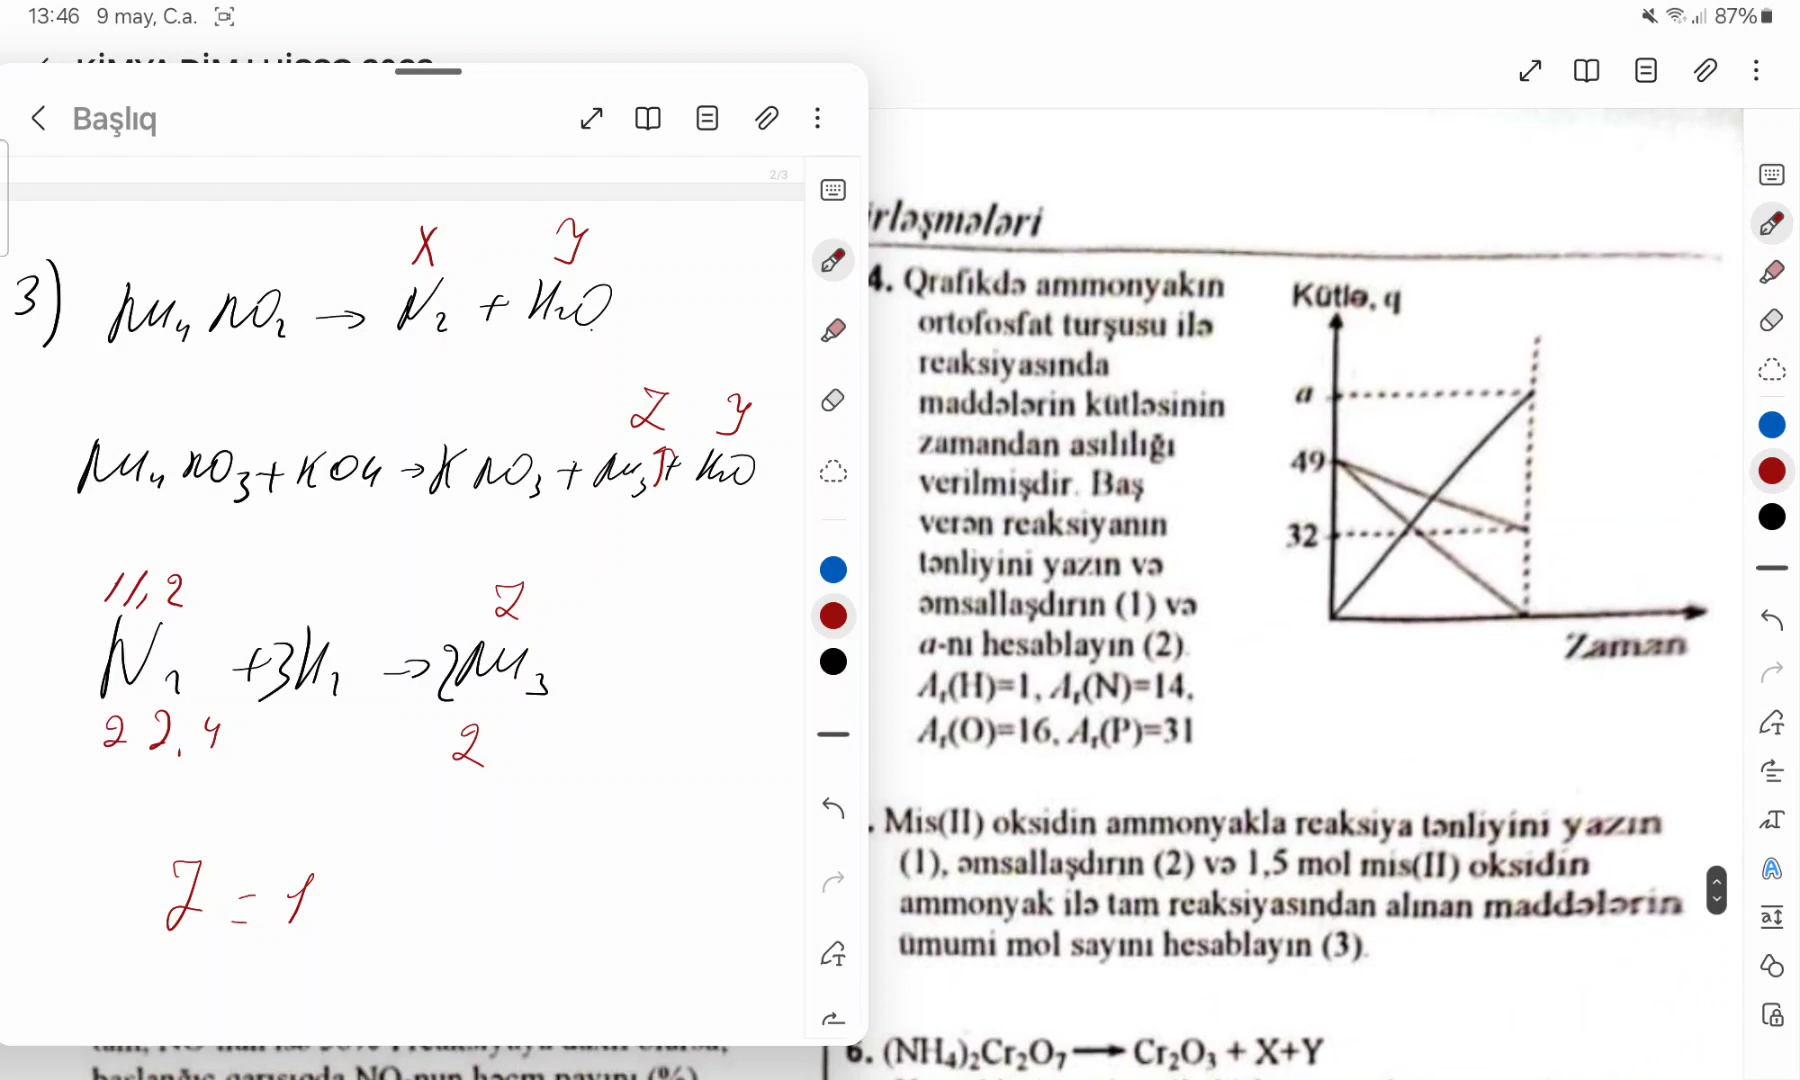 13:46 9 may, C.a. 87%
Başlıq
2/3
3) NH4NO2 → N2 + H2O
X Y
NH4NO3 + KOH → KNO3 + NH3↑ + H2O
Z Y
11,2 Z
N2 + 3H2 → 2NH3
22,4 2
Z = 1
irləşmələri
4. Qrafikdə ammonyakın
ortofosfat turşusu ilə
reaksiyasında
maddələrin kütləsinin
zamandan asılılığı
verilmişdir. Baş
verən reaksiyanın
tənliyini yazın və
əmsallaşdırın (1) və
a-nı hesablayın (2).
Ar(H)=1, Ar(N)=14,
Ar(O)=16, Ar(P)=31
Kütlə, q
a
49
32
Zaman
. Mis(II) oksidin ammonyakla reaksiya tənliyini yazın
(1), əmsallaşdırın (2) və 1,5 mol mis(II) oksidin
ammonyak ilə tam reaksiyasından alınan maddələrin
ümumi mol sayını hesablayın (3).
6. (NH4)2Cr2O7 → Cr2O3 + X+Y